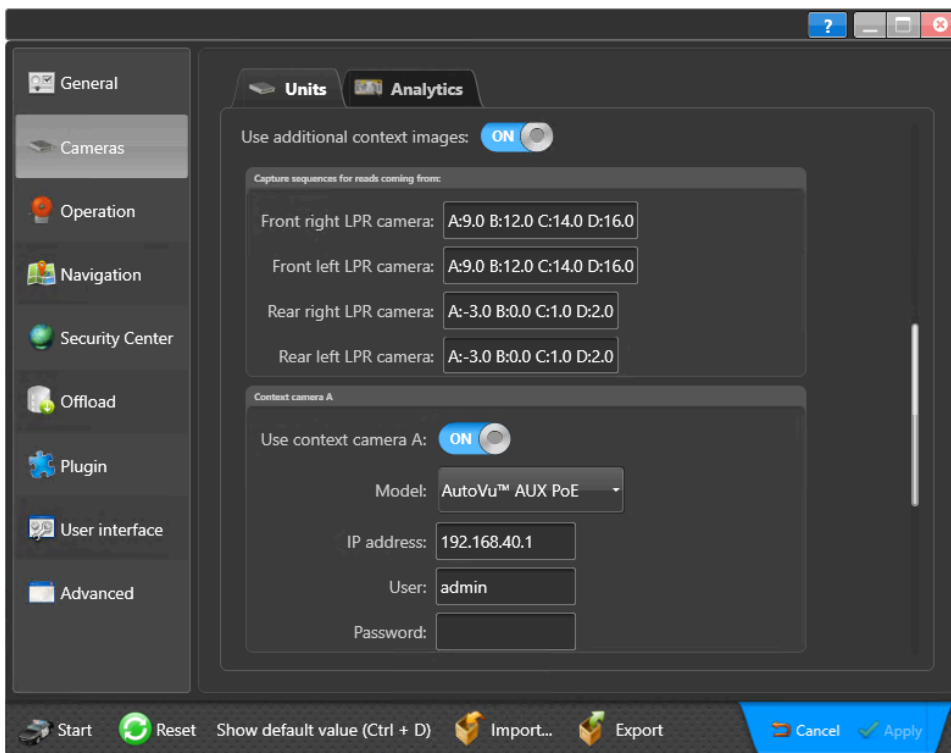 ?
General
Cameras
Operation
Navigation
Security Center
Offload
Plugin
User interface
Advanced
Units
Analytics
Use additional context images: ON
Capture sequences for reads coming from:
Front right LPR camera: A:9.0 B:12.0 C:14.0 D:16.0
Front left LPR camera: A:9.0 B:12.0 C:14.0 D:16.0
Rear right LPR camera: A:-3.0 B:0.0 C:1.0 D:2.0
Rear left LPR camera: A:-3.0 B:0.0 C:1.0 D:2.0
Context camera A
Use context camera A: ON
Model: AutoVu™ AUX PoE
IP address: 192.168.40.1
User: admin
Password:
Start Reset Show default value (Ctrl + D) Import... Export Cancel Apply